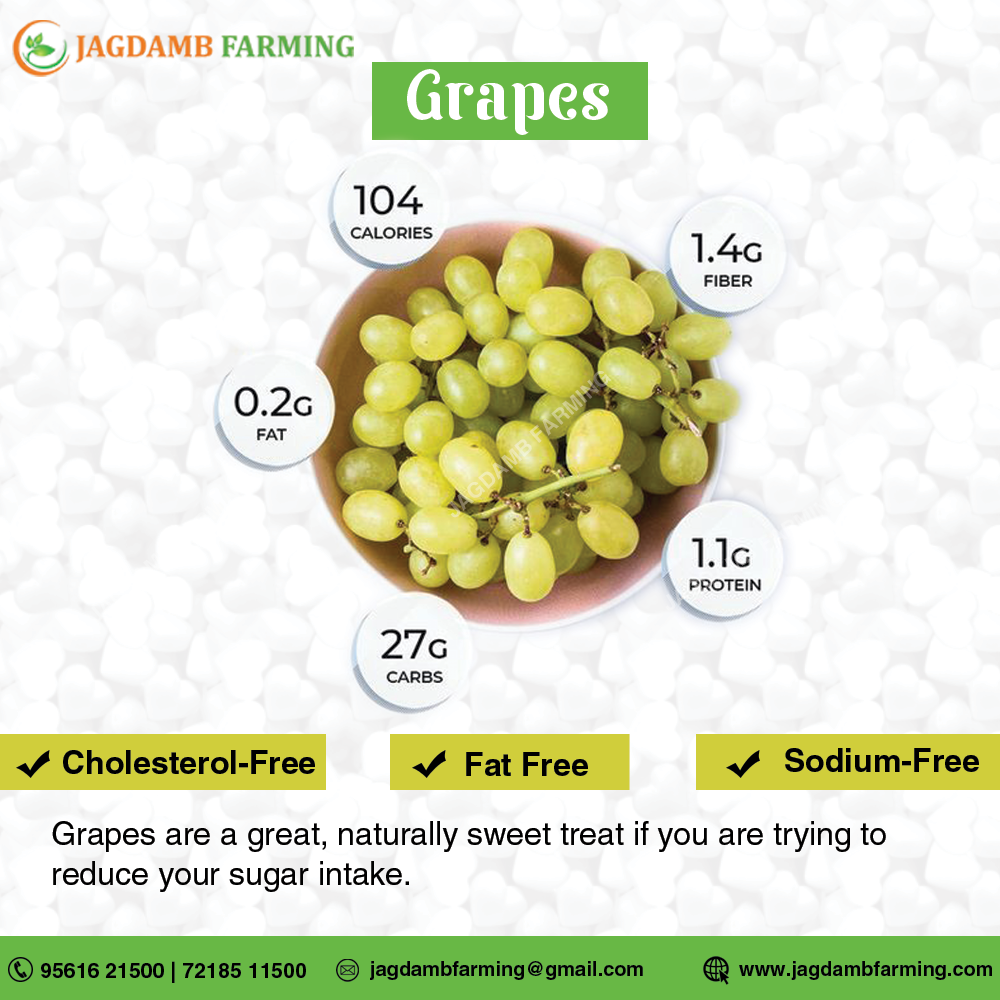 JAGDAMB FARMING
Grapes
104
CALORIES
1.4G
FIBER
0.2G
FAT
JAGDAMB FARMING
1.1G
PROTEIN
27G
CARBS
Cholesterol-Free
Fat Free
Sodium-Free
Grapes are a great, naturally sweet treat if you are trying to
reduce your sugar intake.
95616 21500 | 72185 11500
jagdambfarming@gmail.com
www.jagdambfarming.com